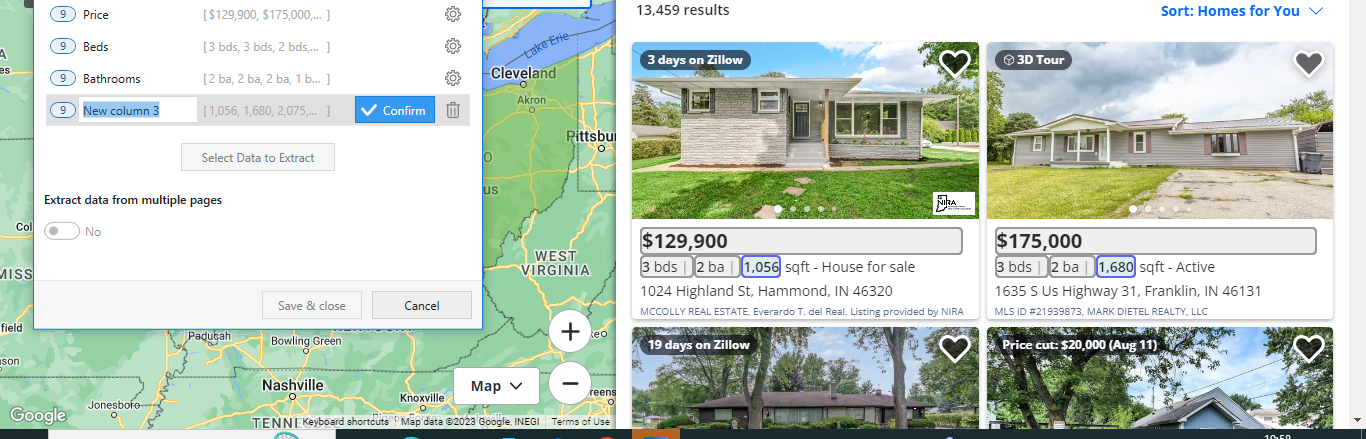 9 Price [ $129,900, $175,000,... ]
9 Beds [ 3 bds, 3 bds, 2 bds,... ]
9 Bathrooms [ 2 ba, 2 ba, 2 ba, 1 b... ]
9 New column 3 [ 1,056, 1,680, 2,075,... ] Confirm
Select Data to Extract
Extract data from multiple pages
No
Save & close Cancel
Lake Erie
Cleveland
Akron
Pittsbu
WEST
VIRGINIA
Paducah
Bowling Green
Nashville
Knoxville
Jonesboro
TENNE
Map
Google
Keyboard shortcuts Map data ©2023 Google, INEGI Terms of Use
13,459 results
Sort: Homes for You
3 days on Zillow
NIRA
$129,900
3 bds | 2 ba | 1,056 sqft - House for sale
1024 Highland St, Hammond, IN 46320
MCCOLLY REAL ESTATE, Everardo T. del Real. Listing provided by NIRA
3D Tour
$175,000
3 bds | 2 ba | 1,680 sqft - Active
1635 S Us Highway 31, Franklin, IN 46131
MLS ID #21939873, MARK DIETEL REALTY, LLC
19 days on Zillow
Price cut: $20,000 (Aug 11)